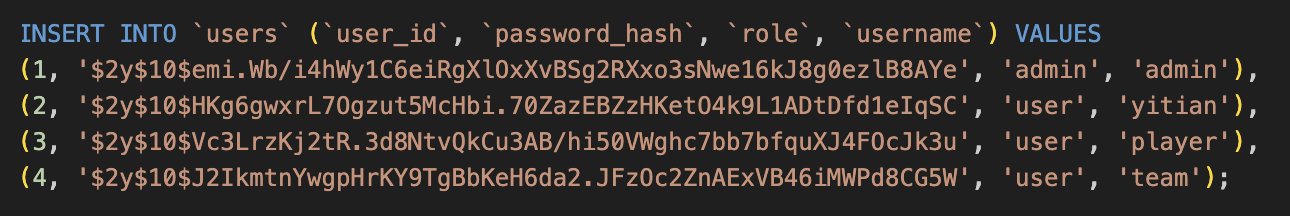 INSERT INTO `users` (`user_id`, `password_hash`, `role`, `username`) VALUES
(1, '$2y$10$emi.Wb/i4hWy1C6eiRgXlOxXvBSg2RXxo3sNwe16kJ8g0ezlB8AYe', 'admin', 'admin'),
(2, '$2y$10$HKg6gwxrL7Ogzut5McHbi.70ZazEBZzHKetO4k9L1ADtDfd1eIqSC', 'user', 'yitian'),
(3, '$2y$10$Vc3LrzKj2tR.3d8NtvQkCu3AB/hi50VWghc7bb7bfquXJ4FOcJk3u', 'user', 'player'),
(4, '$2y$10$J2IkmtnYwgpHrKY9TgBbKeH6da2.JFzOc2ZnAExVB46iMWPd8CG5W', 'user', 'team');